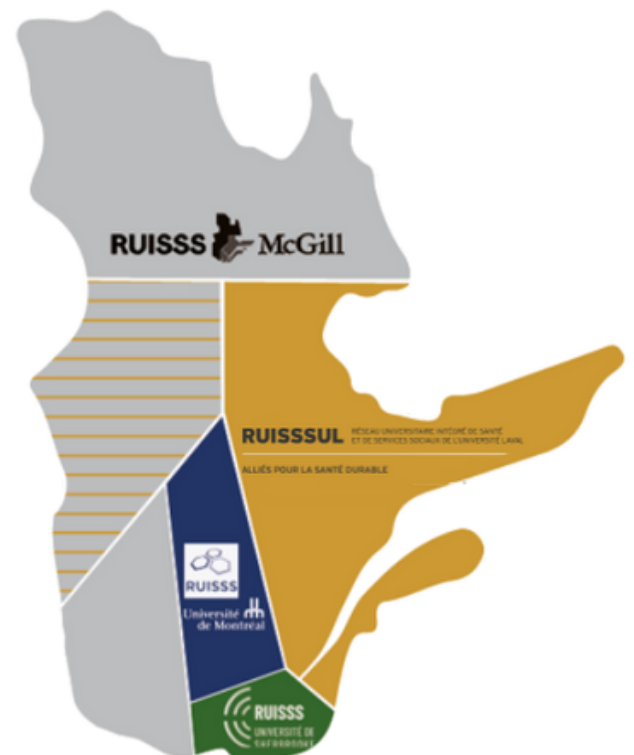 RUISSS McGill
RUISSSUL RÉSEAU UNIVERSITAIRE INTÉGRÉ DE SANTÉ
ET DE SERVICES SOCIAUX DE L'UNIVERSITÉ LAVAL
ALLIÉS POUR LA SANTÉ DURABLE
RUISSS
Université
de Montréal
RUISSS
UNIVERSITÉ DE
SHERBROOKE